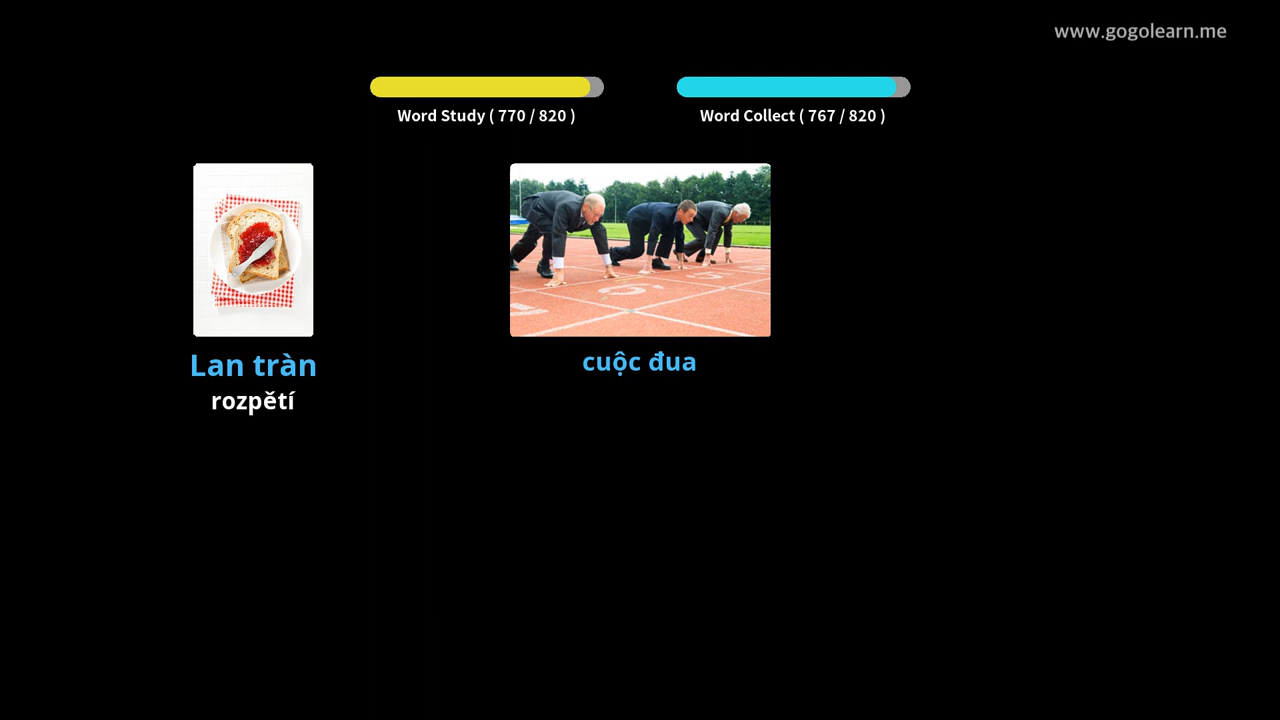 www.gogolearn.me
Word Study ( 770 / 820 )
Word Collect ( 767 / 820 )
Lan tràn
rozpětí
cuộc đua